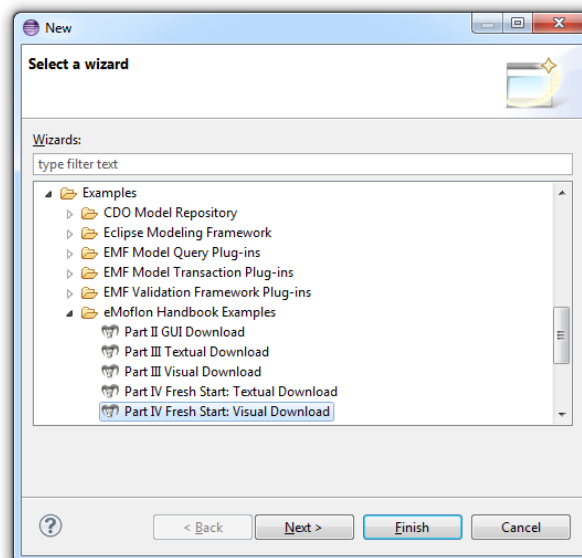 New
Select a wizard
Wizards:
type filter text
Examples
CDO Model Repository
Eclipse Modeling Framework
EMF Model Query Plug-ins
EMF Model Transaction Plug-ins
EMF Validation Framework Plug-ins
eMoflon Handbook Examples
Part II GUI Download
Part III Textual Download
Part III Visual Download
Part IV Fresh Start: Textual Download
Part IV Fresh Start: Visual Download
? < Back Next > Finish Cancel